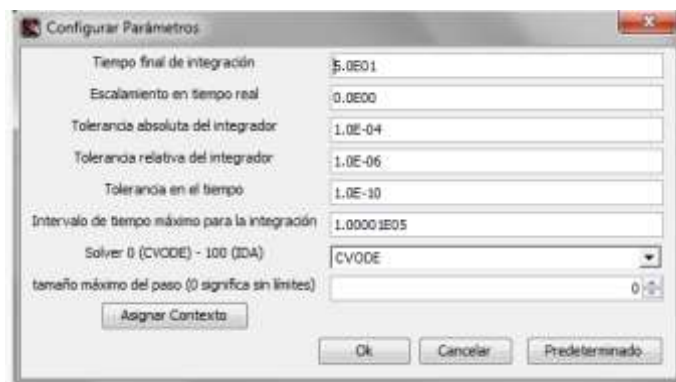 Configurar Parámetros
Tiempo final de integración 5.0E01
Escalamiento en tiempo real 0.0E00
Tolerancia absoluta del integrador 1.0E-04
Tolerancia relativa del integrador 1.0E-06
Tolerancia en el tiempo 1.0E-10
Intervalo de tiempo máximo para la integración 1.00001E05
Solver 0 (CVODE) - 100 (IDA) CVODE
tamaño máximo del paso (0 significa sin límites) 0
Asignar Contexto
Ok Cancelar Predeterminado